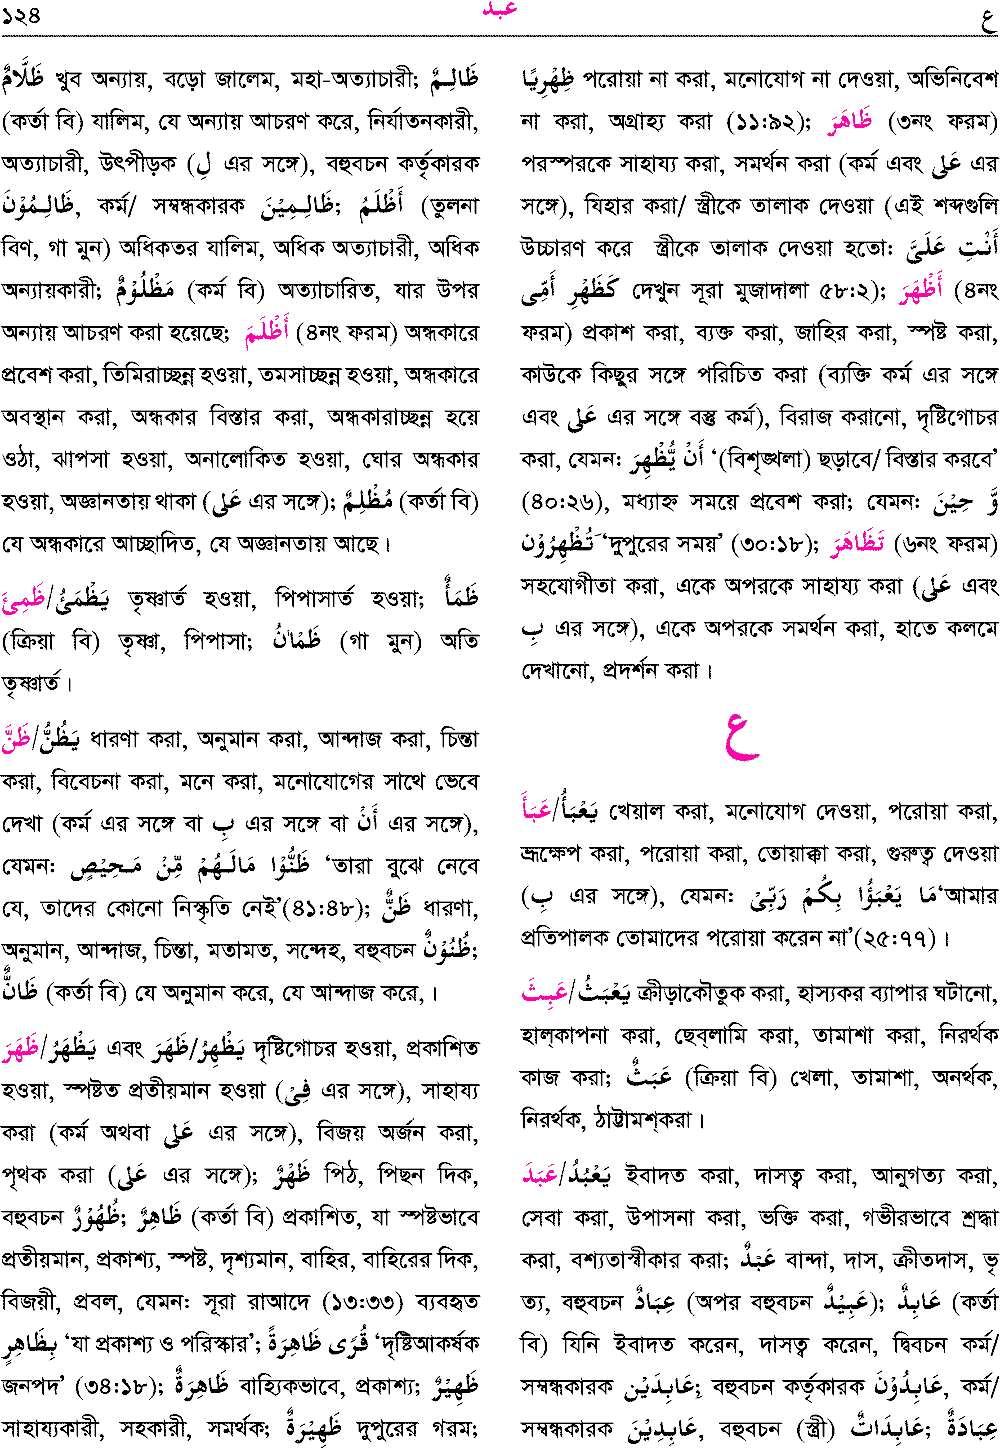 ১২৪ عبد ع
ظَلَّامٌ খুব অন্যায়, বড়ো জালেম, মহা-অত্যাচারী; ظَالِـمٌ
(কর্তা বি) যালিম, যে অন্যায় আচরণ করে, নির্যাতনকারী,
অত্যাচারী, উৎপীড়ক (لِ এর সঙ্গে), বহুবচন কর্তৃকারক
ظَالِـمُوْنَ, কর্ম/ সম্বন্ধকারক ظَالِـمِيْنَ; أَظْلَمُ (তুলনা
বিণ, গা মুন) অধিকতর যালিম, অধিক অত্যাচারী, অধিক
অন্যায়কারী; مَظْلُوْمٌ (কর্ম বি) অত্যাচারিত, যার উপর
অন্যায় আচরণ করা হয়েছে; أَظْلَمَ (৪নং ফরম) অন্ধকারে
প্রবেশ করা, তিমিরাচ্ছন্ন হওয়া, তমসাচ্ছন্ন হওয়া, অন্ধকারে
অবস্থান করা, অন্ধকার বিস্তার করা, অন্ধকারাচ্ছন্ন হয়ে
ওঠা, ঝাপসা হওয়া, অনালোকিত হওয়া, ঘোর অন্ধকার
হওয়া, অজ্ঞানতায় থাকা (عَلى এর সঙ্গে); مُظْلِمٌ (কর্তা বি)
যে অন্ধকারে আচ্ছাদিত, যে অজ্ঞানতায় আছে।
ظَمِئَ/يَظْمَئُ তৃষ্ণার্ত হওয়া, পিপাসার্ত হওয়া; ظَمَأٌ
(ক্রিয়া বি) তৃষ্ণা, পিপাসা; ظَمْاٰنُ (গা মুন) অতি
তৃষ্ণার্ত।
ظَنَّ/يَظُنُّ ধারণা করা, অনুমান করা, আন্দাজ করা, চিন্তা
করা, বিবেচনা করা, মনে করা, মনোযোগের সাথে ভেবে
দেখা (কর্ম এর সঙ্গে বা بِ এর সঙ্গে বা أَنْ এর সঙ্গে),
যেমন: ظَنُّوْا مَالَـهُمْ مِّنْ مَـحِيْصٍ ‘তারা বুঝে নেবে
যে, তাদের কোনো নিস্কৃতি নেই’(৪১:৪৮); ظَنٌّ ধারণা,
অনুমান, আন্দাজ, চিন্তা, মতামত, সন্দেহ, বহুবচন ظُنُوْنٌ;
ظَانٌّ (কর্তা বি) যে অনুমান করে, যে আন্দাজ করে,।
ظَهَرَ/يَظْهَرُ এবং ظَهَرَ/يَظْهِرُ দৃষ্টিগোচর হওয়া, প্রকাশিত
হওয়া, স্পষ্টত প্রতীয়মান হওয়া (فِيْ এর সঙ্গে), সাহায্য
করা (কর্ম অথবা عَلى এর সঙ্গে), বিজয় অর্জন করা,
পৃথক করা (عَلى এর সঙ্গে); ظَهْرٌ পিঠ, পিছন দিক,
বহুবচন ظُهُوْرٌ; ظَاهِرٌ (কর্তা বি) প্রকাশিত, যা স্পষ্টভাবে
প্রতীয়মান, প্রকাশ্য, স্পষ্ট, দৃশ্যমান, বাহির, বাহিরের দিক,
বিজয়ী, প্রবল, যেমন: সূরা রাআদে (১৩:৩৩) ব্যবহৃত
بِظَاهِرٍ ‘যা প্রকাশ্য ও পরিস্কার’; قُرًى ظَاهِرَةً ‘দৃষ্টিআকর্ষক
জনপদ’ (৩৪:১৮); ظَاهِرَةٌ বাহ্যিকভাবে, প্রকাশ্য; ظَهِيْرٌ
সাহায্যকারী, সহকারী, সমর্থক; ظَهِيْرَةٌ দুপুরের গরম;
ظِهْرِيًّا পরোয়া না করা, মনোযোগ না দেওয়া, অভিনিবেশ
না করা, অগ্রাহ্য করা (১১:৯২); ظَاهَرَ (৩নং ফরম)
পরস্পরকে সাহায্য করা, সমর্থন করা (কর্ম এবং عَلى এর
সঙ্গে), যিহার করা/ স্ত্রীকে তালাক দেওয়া (এই শব্দগুলি
উচ্চারণ করে স্ত্রীকে তালাক দেওয়া হতো: أَنْتِ عَلَيَّ
كَظَهْرِ أُمِّى দেখুন সূরা মুজাদালা ৫৮:২); أَظْهَرَ (৪নং
ফরম) প্রকাশ করা, ব্যক্ত করা, জাহির করা, স্পষ্ট করা,
কাউকে কিছুর সঙ্গে পরিচিত করা (ব্যক্তি কর্ম এর সঙ্গে
এবং عَلى এর সঙ্গে বস্তু কর্ম), বিরাজ করানো, দৃষ্টিগোচর
করা, যেমন: أَنْ يُّظْهِرَ ‘(বিশৃঙ্খলা) ছড়াবে/ বিস্তার করবে’
(৪০:২৬), মধ্যাহ্ন সময়ে প্রবেশ করা; যেমন: وَّ حِيْنَ
تُظْهِرُوْنَ ‘দুপুরের সময়’ (৩০:১৮); تَظَاهَرَ (৬নং ফরম)
সহযোগীতা করা, একে অপরকে সাহায্য করা (عَلى এবং
بِ এর সঙ্গে), একে অপরকে সমর্থন করা, হাতে কলমে
দেখানো, প্রদর্শন করা।
ع
عَبَأَ/يَعْبَأُ খেয়াল করা, মনোযোগ দেওয়া, পরোয়া করা,
ভ্রূক্ষেপ করা, পরোয়া করা, তোয়াক্কা করা, গুরুত্ব দেওয়া
(بِ এর সঙ্গে), যেমন: مَا يَعْبَؤُا بِكُمْ رَبِّيْ‘আমার
প্রতিপালক তোমাদের পরোয়া করেন না’(২৫:৭৭)।
عَبِثَ/يَعْبَثُ ক্রীড়াকৌতুক করা, হাস্যকর ব্যাপার ঘটানো,
হাল্‌কাপনা করা, ছেব্‌লামি করা, তামাশা করা, নিরর্থক
কাজ করা; عَبَثٌ (ক্রিয়া বি) খেলা, তামাশা, অনর্থক,
নিরর্থক, ঠাট্টামশ্‌করা।
عَبَدَ/يَعْبُدُ ইবাদত করা, দাসত্ব করা, আনুগত্য করা,
সেবা করা, উপাসনা করা, ভক্তি করা, গভীরভাবে শ্রদ্ধা
করা, বশ্যতাস্বীকার করা; عَبْدٌ বান্দা, দাস, ক্রীতদাস, ভৃ
ত্য, বহুবচন عِبَادٌ (অপর বহুবচন عَبِيْدٌ); عَابِدٌ (কর্তা
বি) যিনি ইবাদত করেন, দাসত্ব করেন, দ্বিবচন কর্ম/
সম্বন্ধকারক عَابِدَيْنِ; বহুবচন কর্তৃকারক عَابِدُوْنَ, কর্ম/
সম্বন্ধকারক عَابِدِيْنَ, বহুবচন (স্ত্রী) عَابِدَاتٌ; عِبَادَةٌ